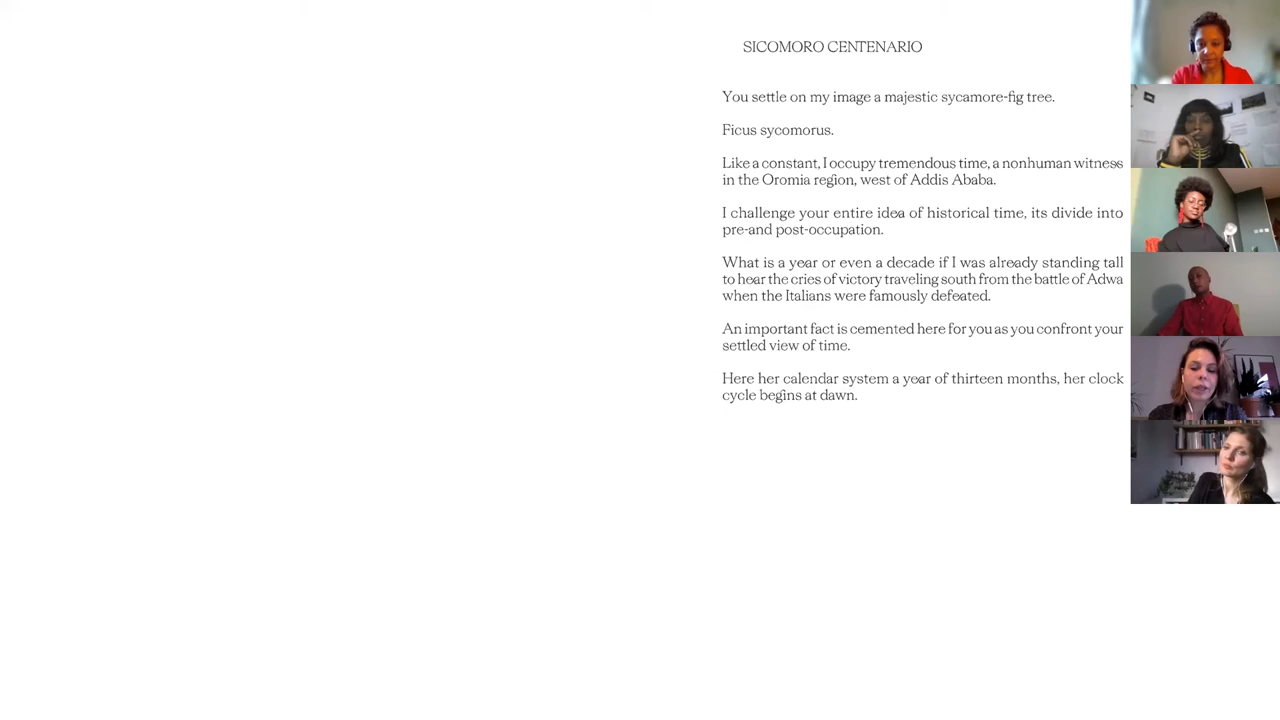 SICOMORO CENTENARIO
You settle on my image a majestic sycamore-fig tree.
Ficus sycomorus.
Like a constant, I occupy tremendous time, a nonhuman witness
in the Oromia region, west of Addis Ababa.
I challenge your entire idea of historical time, its divide into
pre-and post-occupation.
What is a year or even a decade if I was already standing tall
to hear the cries of victory traveling south from the battle of Adwa
when the Italians were famously defeated.
An important fact is cemented here for you as you confront your
settled view of time.
Here her calendar system a year of thirteen months, her clock
cycle begins at dawn.